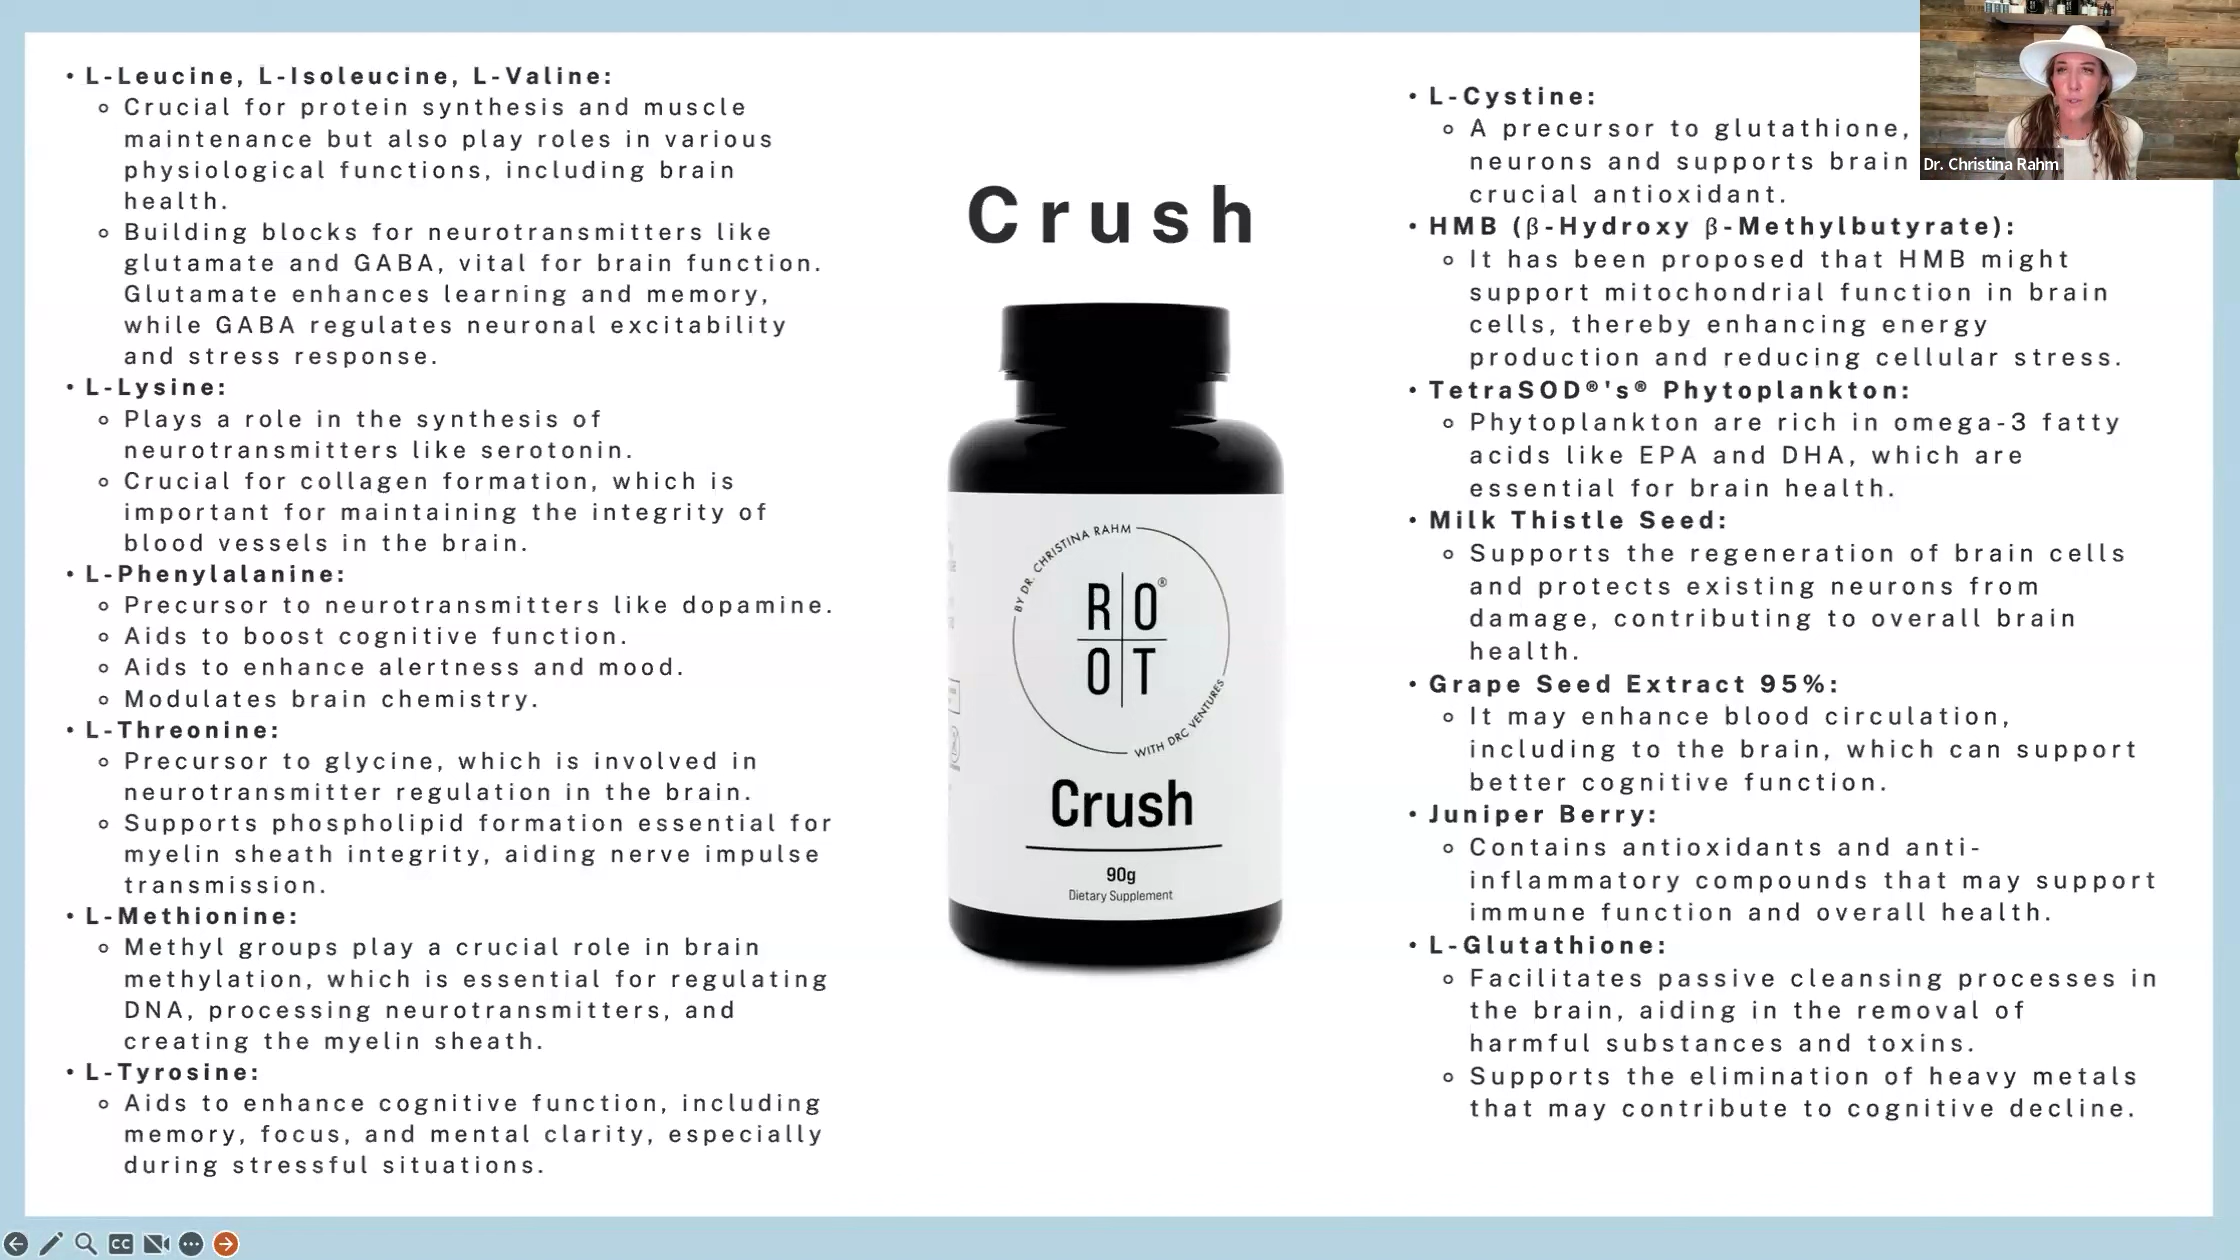 • L-Leucine, L-Isoleucine, L-Valine:
Crucial for protein synthesis and muscle
maintenance but also play roles in various
physiological functions, including brain
health.
Building blocks for neurotransmitters like
glutamate and GABA, vital for brain function.
Glutamate enhances learning and memory,
while GABA regulates neuronal excitability
and stress response.
• L-Lysine:
Plays a role in the synthesis of
neurotransmitters like serotonin.
Crucial for collagen formation, which is
important for maintaining the integrity of
blood vessels in the brain.
• L-Phenylalanine:
Precursor to neurotransmitters like dopamine.
Aids to boost cognitive function.
Aids to enhance alertness and mood.
Modulates brain chemistry.
• L-Threonine:
Precursor to glycine, which is involved in
neurotransmitter regulation in the brain.
Supports phospholipid formation essential for
myelin sheath integrity, aiding nerve impulse
transmission.
• L-Methionine:
Methyl groups play a crucial role in brain
methylation, which is essential for regulating
DNA, processing neurotransmitters, and
creating the myelin sheath.
• L-Tyrosine:
Aids to enhance cognitive function, including
memory, focus, and mental clarity, especially
during stressful situations.
Crush
BY DR. CHRISTINA RAHM
RO®
OT
WITH DRC VENTURES
Crush
90g
Dietary Supplement
• L-Cystine:
A precursor to glutathione,
neurons and supports brain
crucial antioxidant.
• HMB (β-Hydroxy β-Methylbutyrate):
It has been proposed that HMB might
support mitochondrial function in brain
cells, thereby enhancing energy
production and reducing cellular stress.
• TetraSOD®'s® Phytoplankton:
Phytoplankton are rich in omega-3 fatty
acids like EPA and DHA, which are
essential for brain health.
• Milk Thistle Seed:
Supports the regeneration of brain cells
and protects existing neurons from
damage, contributing to overall brain
health.
• Grape Seed Extract 95%:
It may enhance blood circulation,
including to the brain, which can support
better cognitive function.
• Juniper Berry:
Contains antioxidants and anti-
inflammatory compounds that may support
immune function and overall health.
• L-Glutathione:
Facilitates passive cleansing processes in
the brain, aiding in the removal of
harmful substances and toxins.
Supports the elimination of heavy metals
that may contribute to cognitive decline.
Dr. Christina Rahm
CC